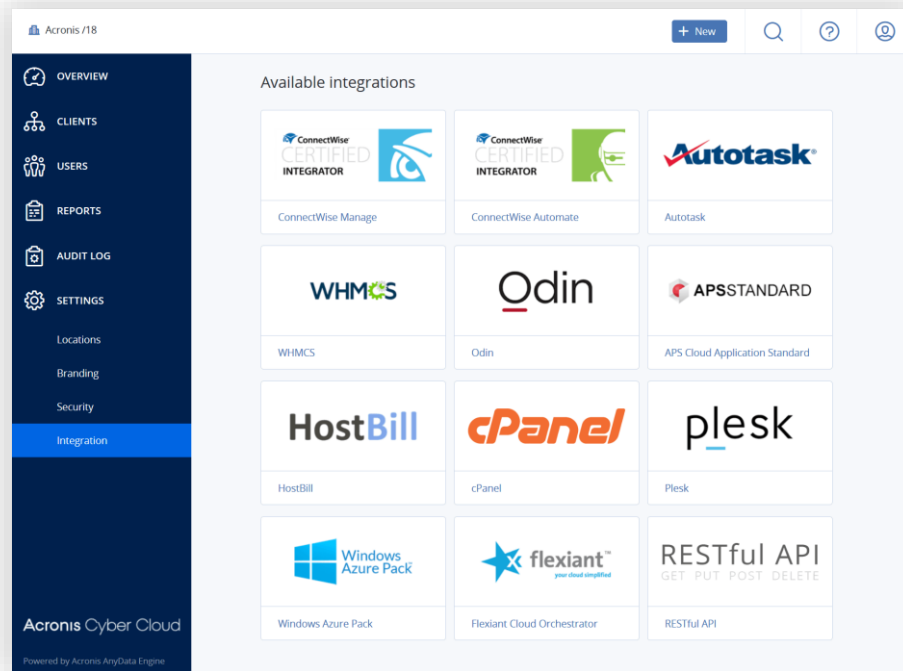 Acronis /18
+ New
OVERVIEW
CLIENTS
USERS
REPORTS
AUDIT LOG
SETTINGS
Locations
Branding
Security
Integration
Acronis Cyber Cloud
Powered by Acronis AnyData Engine
Available integrations
ConnectWise
CERTIFIED
INTEGRATOR
ConnectWise Manage
ConnectWise
CERTIFIED
INTEGRATOR
ConnectWise Automate
Autotask
Autotask
WHMCS
WHMCS
Odin
Odin
APSSTANDARD
APS Cloud Application Standard
HostBill
HostBill
cPanel
cPanel
plesk
Plesk
Windows
Azure Pack
Windows Azure Pack
flexiant™
your cloud simplified
Flexiant Cloud Orchestrator
RESTful API
GET PUT POST DELETE
RESTful API